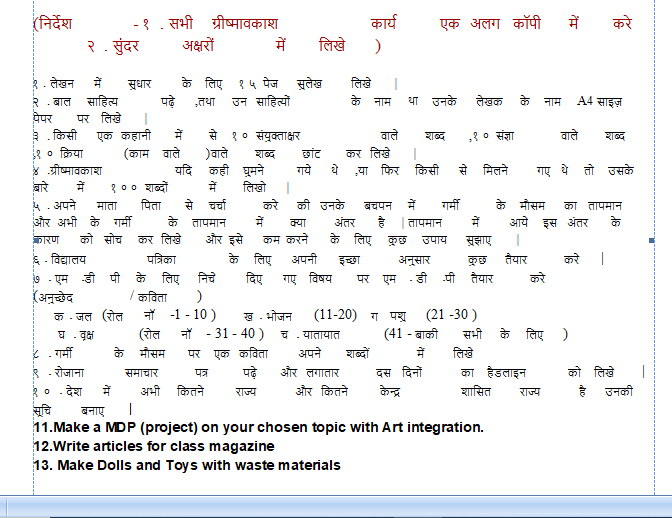 (निर्देश -१ . सभी ग्रीष्मावकाश कार्य एक अलग कॉपी में करे
२ . सुंदर अक्षरों में लिखे )
१ . लेखन में सुधार के लिए १ ५ पेज सुलेख लिखे |
२ . बाल साहित्य पढ़े ,तथा उन साहित्यों के नाम था उनके लेखक के नाम A4 साइज़
पेपर पर लिखे |
३ . किसी एक कहानी में से १ ० संयुक्ताक्षर वाले शब्द ,१ ० संज्ञा वाले शब्द
,१ ० क्रिया (काम वाले )वाले शब्द छांट कर लिखे |
४ .ग्रीष्मावकाश यदि कही घूमने गये थे ,या फिर किसी से मिलने गए थे तो उसके
बारे में १ ० ० शब्दों में लिखो |
५ . अपने माता पिता से चर्चा करे की उनके बचपन में गर्मी के मौसम का तापमान
और अभी के गर्मी के तापमान में क्या अंतर है | तापमान में आये इस अंतर के
कारण को सोच कर लिखे और इसे कम करने के लिए कुछ उपाय सुझाए |
६ . विद्यालय पत्रिका के लिए अपनी इच्छा अनुसार कुछ तैयार करे |
७ . एम .डी पी के लिए निचे दिए गए विषय पर एम . डी .पी तैयार करे
(अनुच्छेद / कविता )
क . जल (रोल नॉ -1 - 10 ) ख . भोजन (11-20) ग पशू (21 -30 )
घ . वृक्ष (रोल नॉ - 31 - 40 ) च . यातायात (41 - बाकी सभी के लिए )
८ . गर्मी के मौसम पर एक कविता अपने शब्दों में लिखे
९ . रोजाना समाचार पत्र पढ़े और लगातार दस दिनों का हैडलाइन को लिखे |
१ ० . देश में अभी कितने राज्य और कितने केन्द्र शासित राज्य है उनकी
सूचि बनाए |
11.Make a MDP (project) on your chosen topic with Art integration.
12.Write articles for class magazine
13. Make Dolls and Toys with waste materials